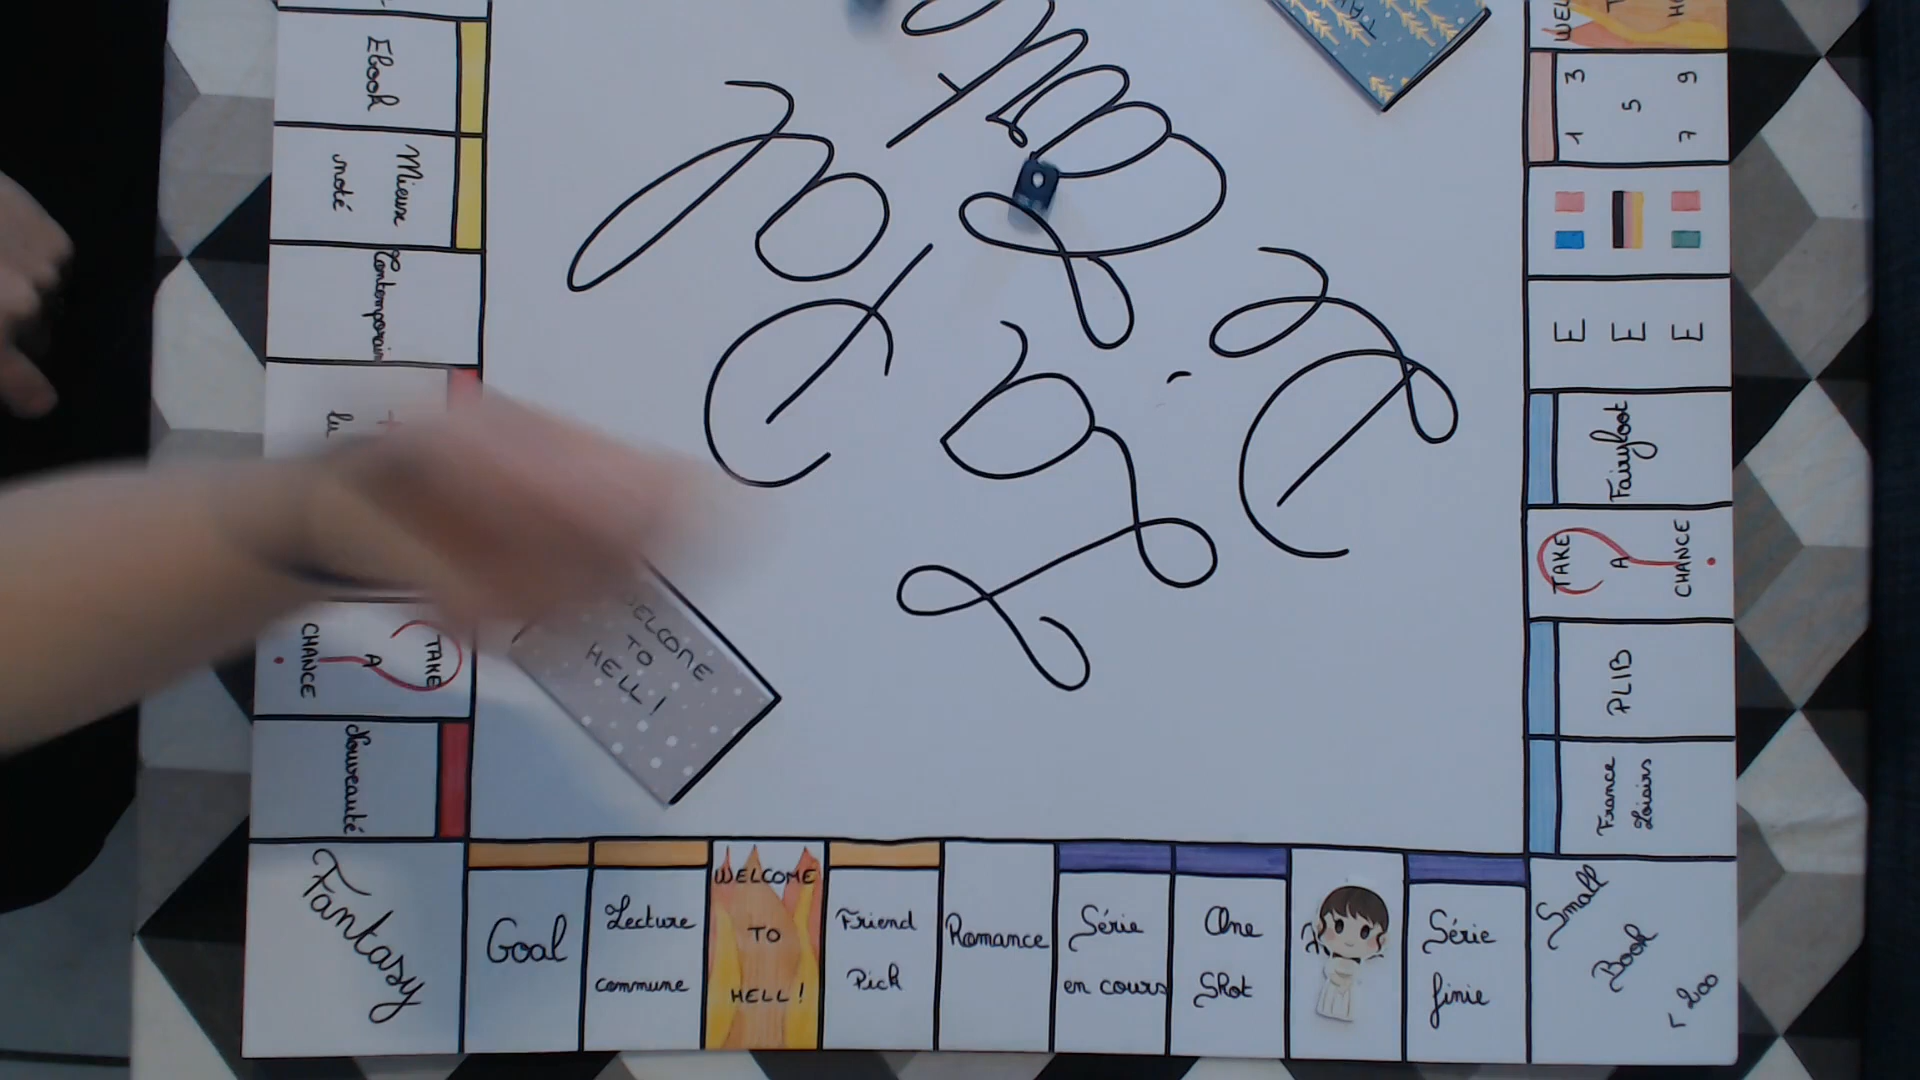 Ebook
Mieux
noté
Contemporain
+
lu
TAKE
A
CHANCE
Nouveauté
Fantasy
Goal
Lecture
commune
WELCOME
TO
HELL!
Friend
Pick
Romance
Série
en cours
One
Shot
Série
finie
Small
Book
< 200
France
Loisirs
PLIB
TAKE
A
CHANCE
Fairyloot
E
E
E
1 3
5
7 9
WELCOME
TO
HELL!